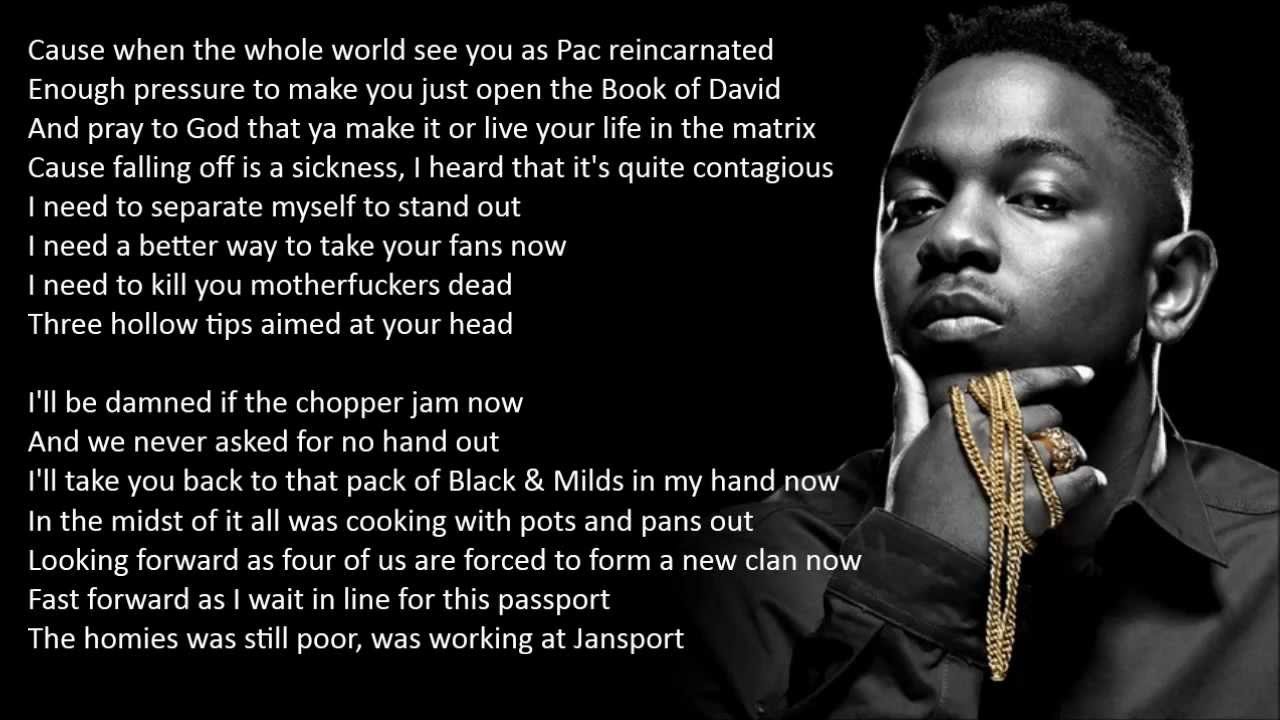 Cause when the whole world see you as Pac reincarnated
Enough pressure to make you just open the Book of David
And pray to God that ya make it or live your life in the matrix
Cause falling off is a sickness, I heard that it's quite contagious
I need to separate myself to stand out
I need a better way to take your fans now
I need to kill you motherfuckers dead
Three hollow tips aimed at your head
I'll be damned if the chopper jam now
And we never asked for no hand out
I'll take you back to that pack of Black & Milds in my hand now
In the midst of it all was cooking with pots and pans out
Looking forward as four of us are forced to form a new clan now
Fast forward as I wait in line for this passport
The homies was still poor, was working at Jansport